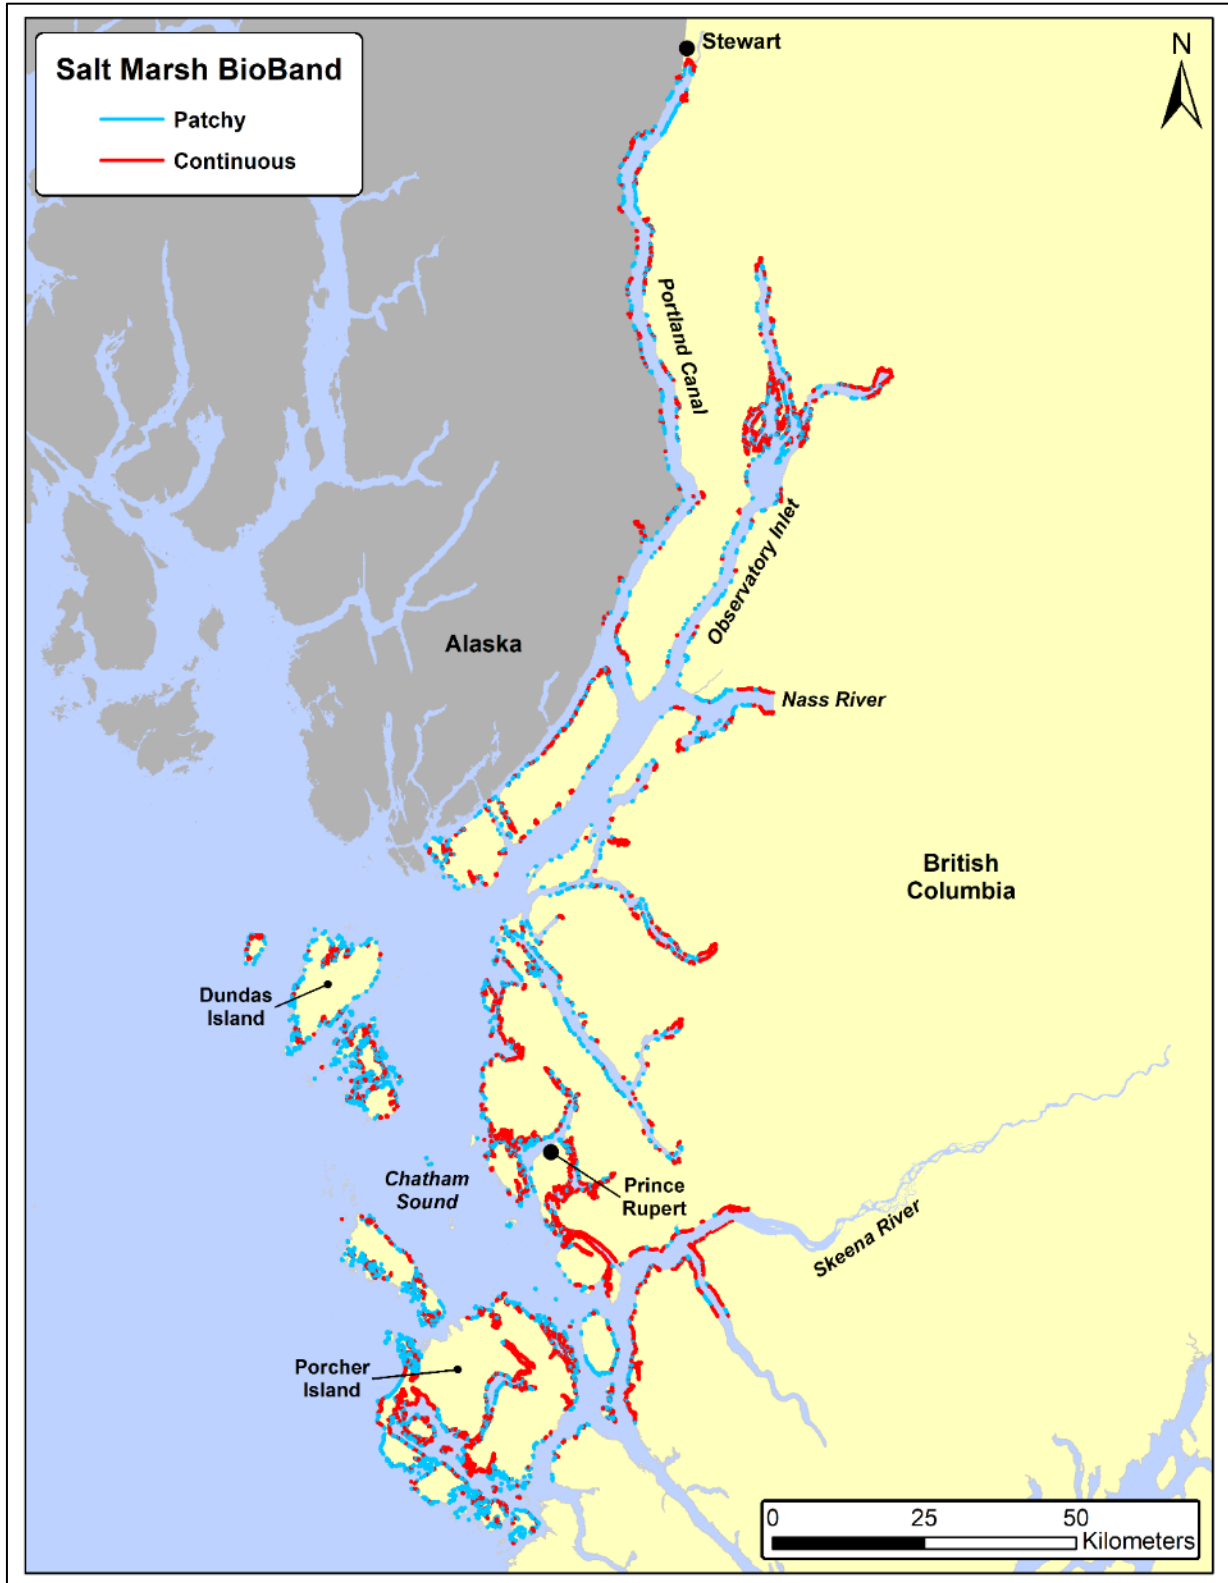 Stewart
N
Salt Marsh BioBand
Patchy
Continuous
Portland Canal
Observatory Inlet
Alaska
Nass River
British
Columbia
Dundas
Island
Chatham
Sound
Prince
Rupert
Skeena River
Porcher
Island
0 25 50
Kilometers